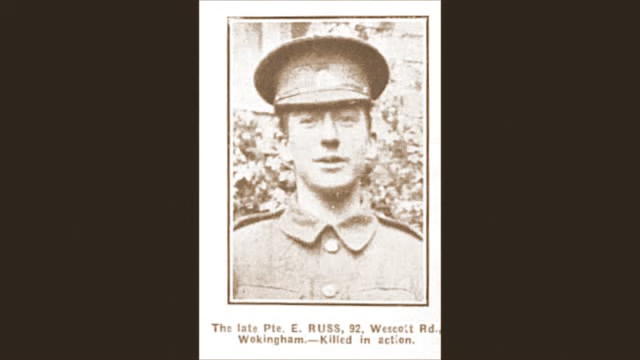 The late Pte. E. RUSS, 92, Wescott Rd.,
Wokingham.—Killed in action.